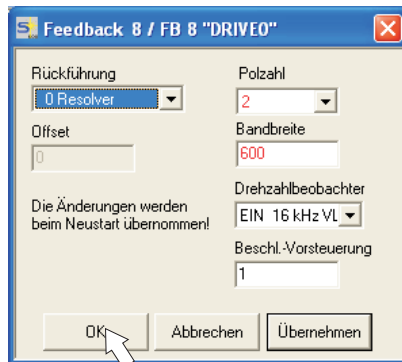 Feedback 8 / FB 8 "DRIVE0"
Rückführung
0 Resolver
Polzahl
2
Offset
0
Bandbreite
600
Die Änderungen werden
beim Neustart übernommen!
Drehzahlbeobachter
EIN 16 kHz VL
Beschl.-Vorsteuerung
1
OK
Abbrechen
Übernehmen